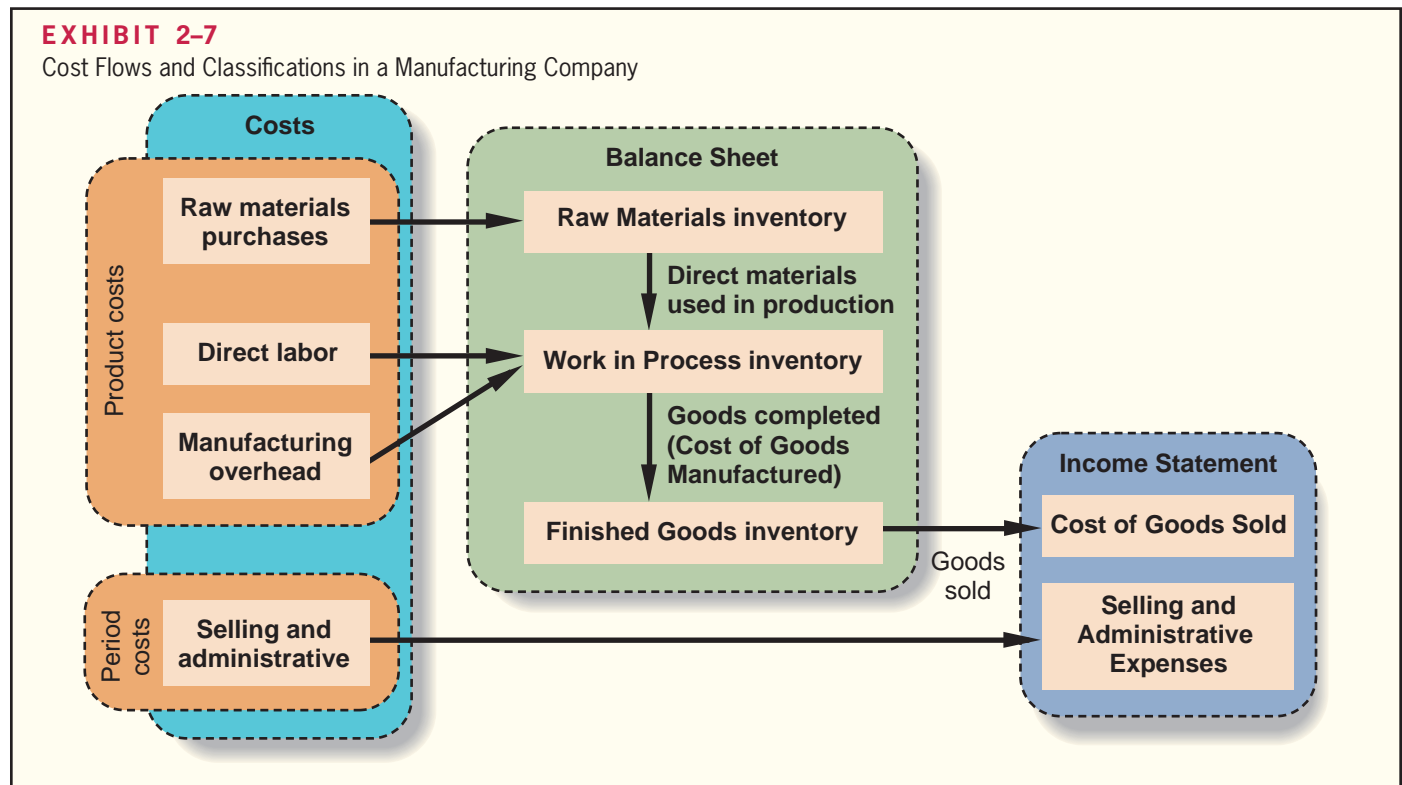 EXHIBIT 2–7
Cost Flows and Classifications in a Manufacturing Company
Costs
Product costs
Raw materials
purchases
Direct labor
Manufacturing
overhead
Period
costs
Selling and
administrative
Balance Sheet
Raw Materials inventory
Direct materials
used in production
Work in Process inventory
Goods completed
(Cost of Goods
Manufactured)
Finished Goods inventory
Goods
sold
Income Statement
Cost of Goods Sold
Selling and
Administrative
Expenses